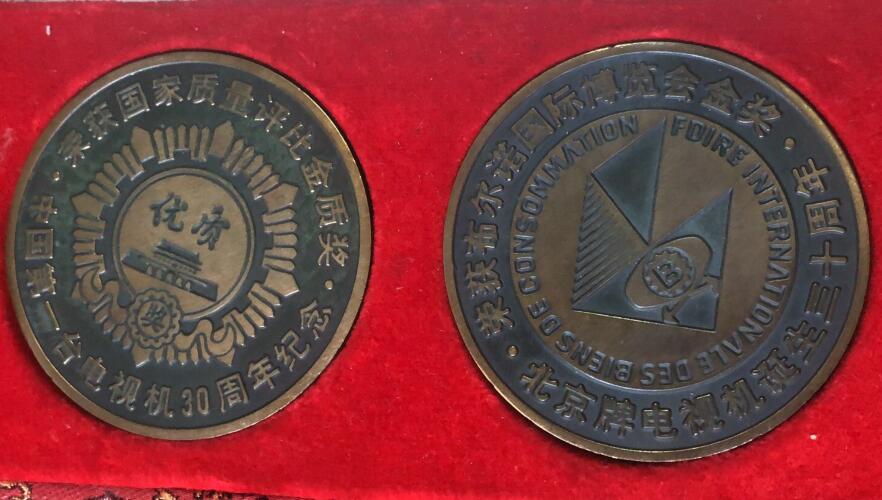 荣获国家质量评比金质奖
优质
奖
中国第一台电视机30周年纪念
荣获布尔诺国际博览会金奖
FOIRE INTERNATIONALE DES BIENS DE CONSOMMATION
B
北京牌电视机诞生三十周年